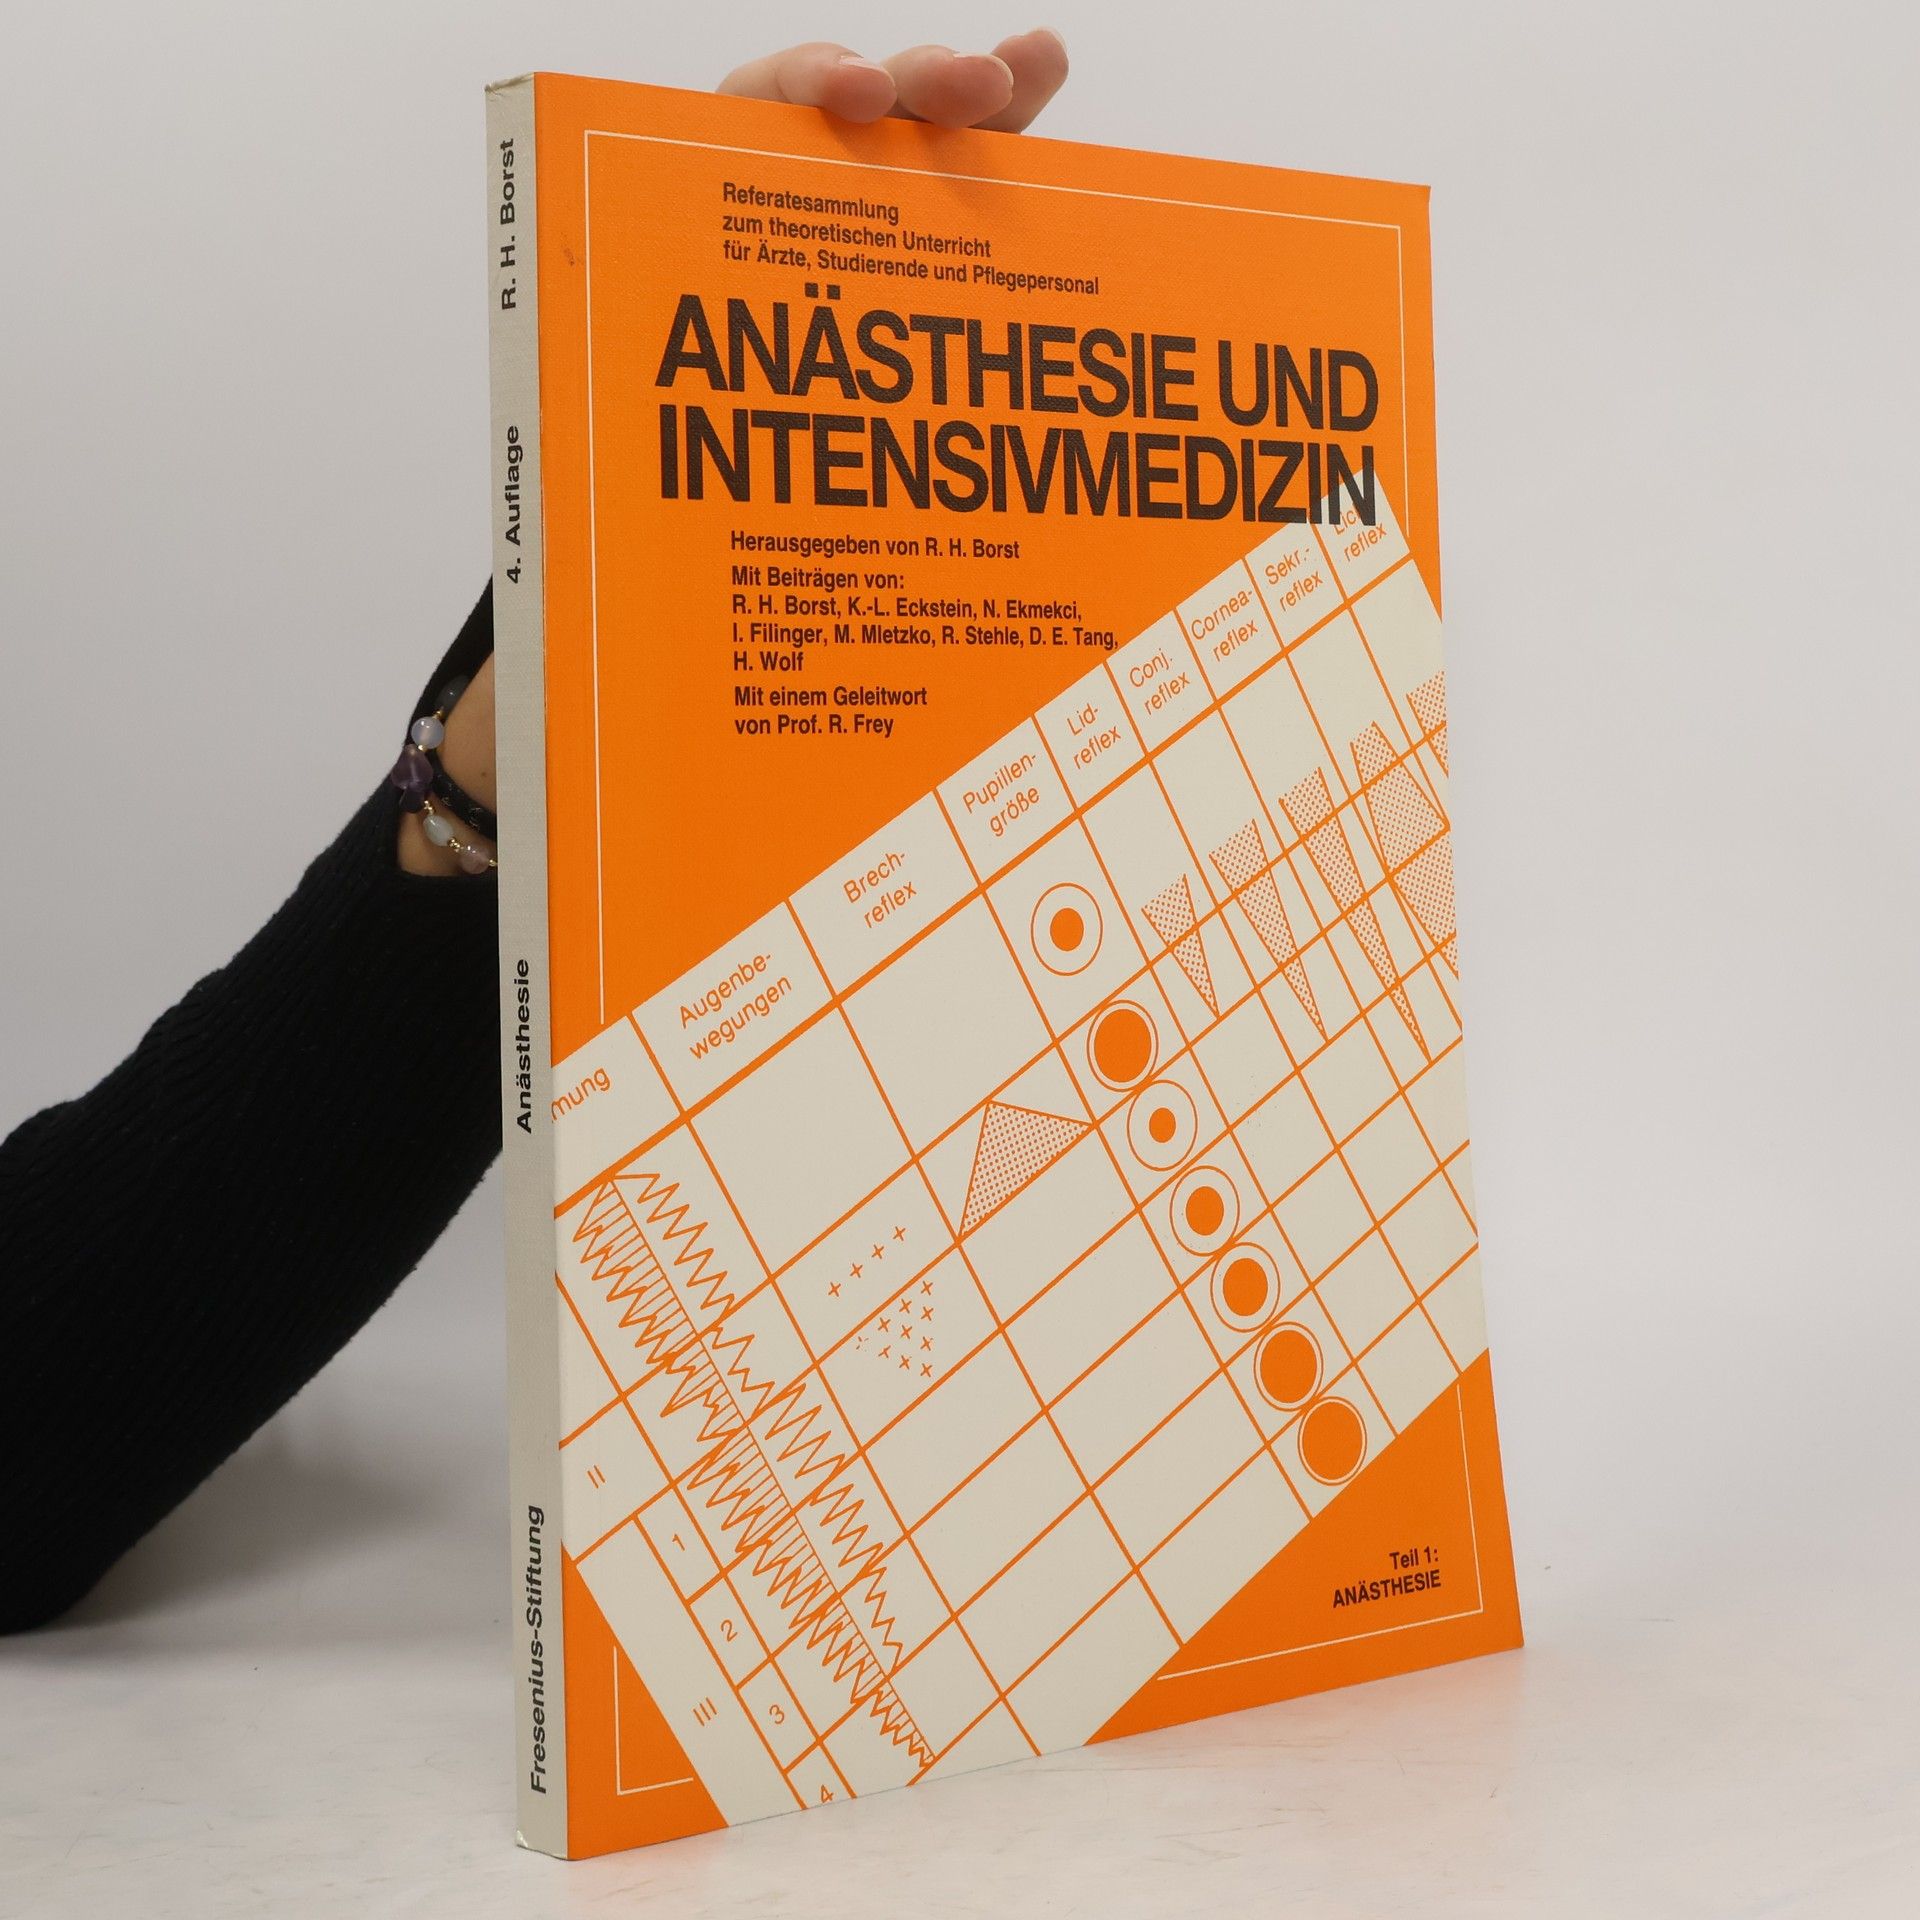 R. H. Borst
4. Auflage
Anästhesie
Fresenius-Stiftung
Referatesammlung
zum theoretischen Unterricht
für Ärzte, Studierende und Pflegepersonal
ANÄSTHESIE UND
INTENSIVMEDIZIN
Herausgegeben von R. H. Borst
Mit Beiträgen von:
R. H. Borst, K.-L. Eckstein, N. Ekmekci,
I. Filinger, M. Mletzko, R. Stehle, D. E. Tang,
H. Wolf
Mit einem Geleitwort
von Prof. R. Frey
mung
Augenbe-
wegungen
Brech-
reflex
Pupillen-
größe
Lid-
reflex
Conj.-
reflex
Cornea-
reflex
Sekr.-
reflex
reflex
II
III
1
2
3
4
Teil 1:
ANÄSTHESIE